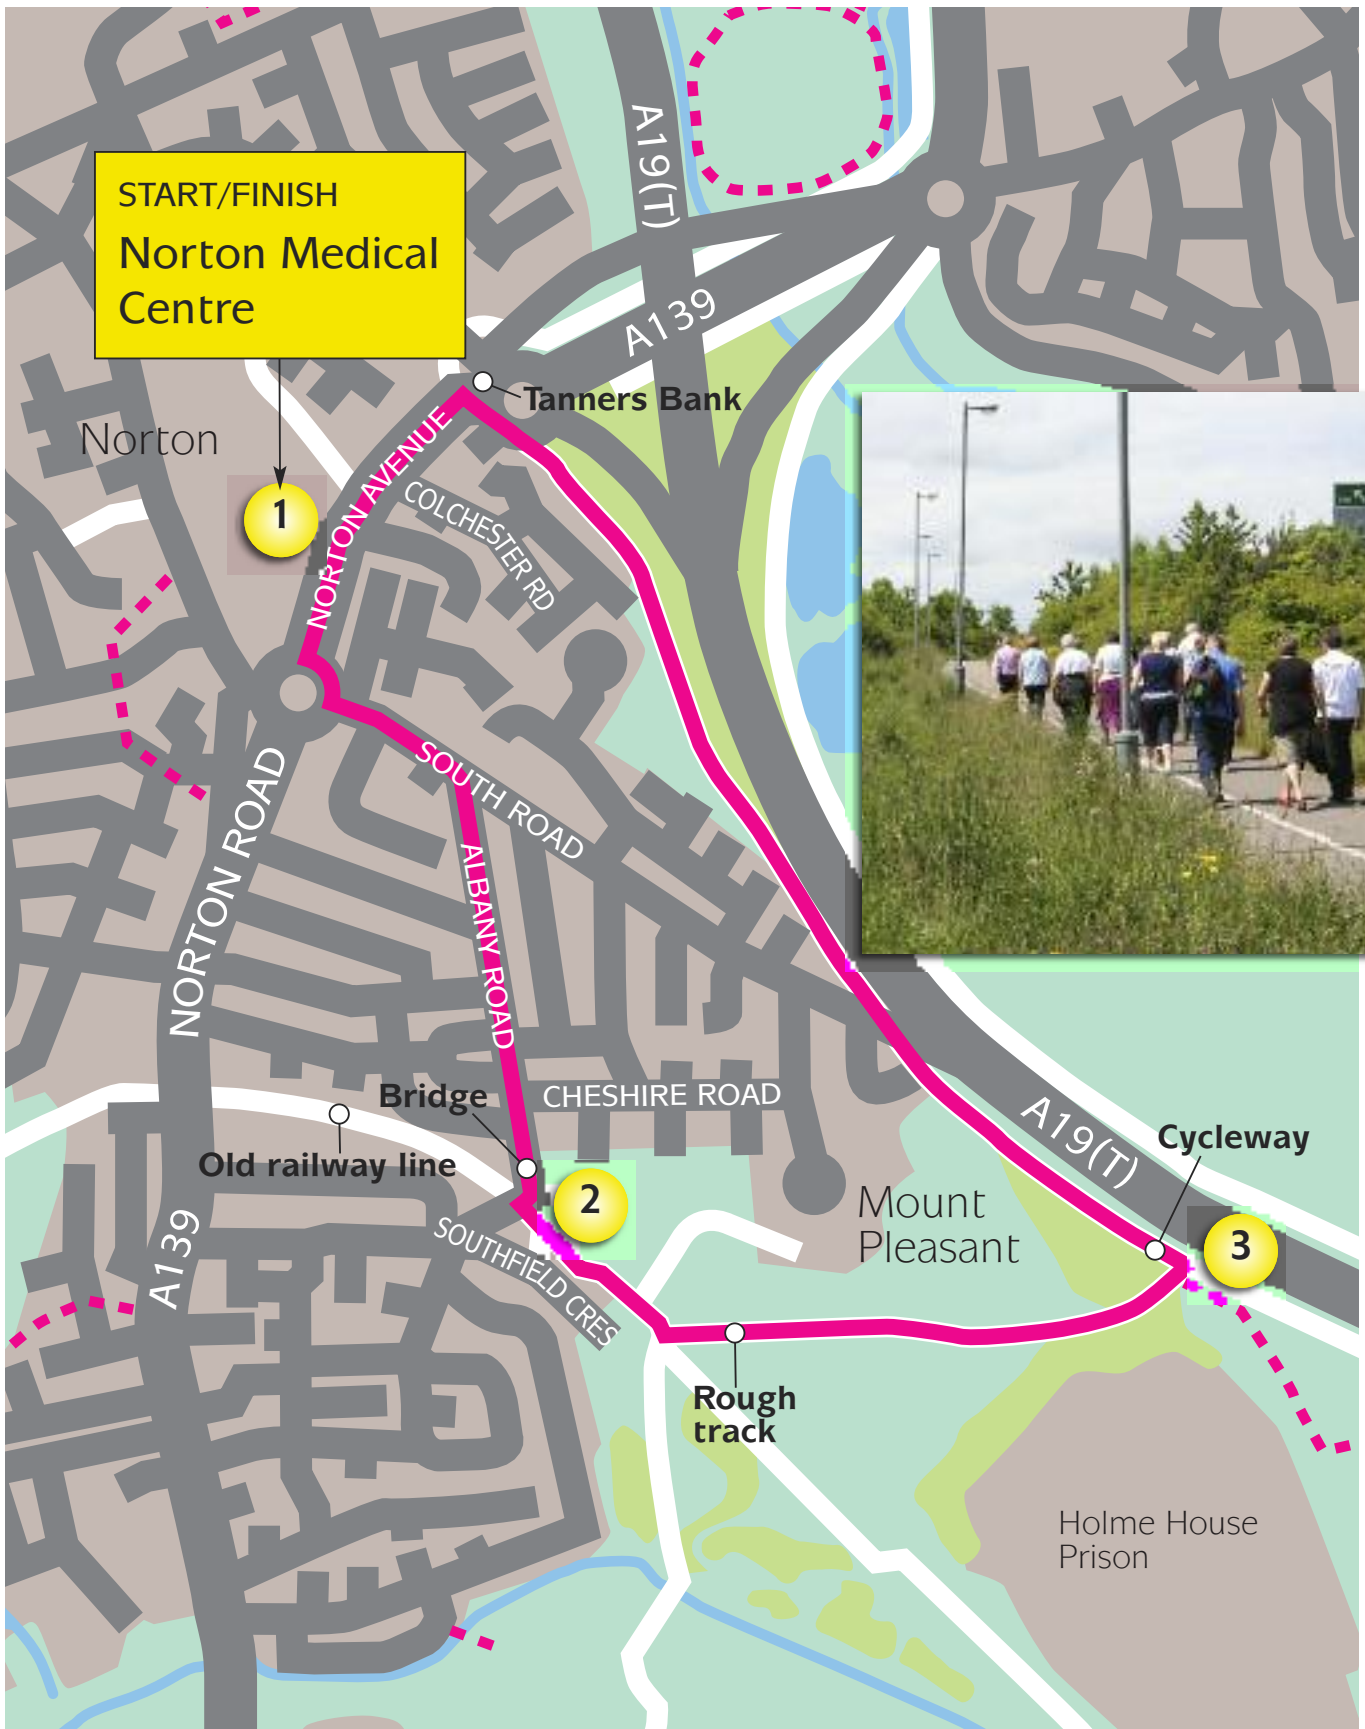 START/FINISH
Norton Medical
Centre
A19(T)
A139
Tanners Bank
Norton
1
NORTON AVENUE
COLCHESTER RD
SOUTH ROAD
NORTON ROAD
ALBANY ROAD
Bridge
CHESHIRE ROAD
Old railway line
A19(T)
Cycleway
2
Mount
Pleasant
3
A139
SOUTHFIELD CRES
Rough
track
Holme House
Prison